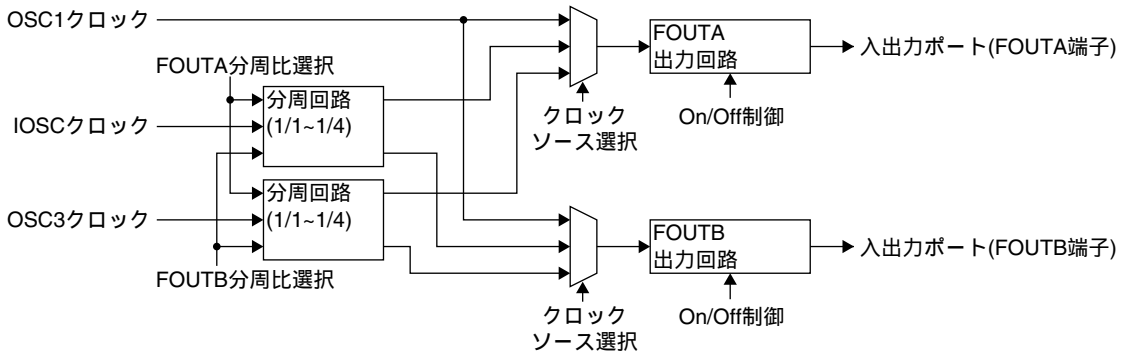 OSC1クロック
FOUTA
出力回路
入出力ポート(FOUTA端子)
FOUTA分周比選択
分周回路
(1/1~1/4)
クロック
ソース選択
On/Off制御
IOSCクロック
分周回路
(1/1~1/4)
OSC3クロック
FOUTB
出力回路
入出力ポート(FOUTB端子)
FOUTB分周比選択
クロック
ソース選択
On/Off制御